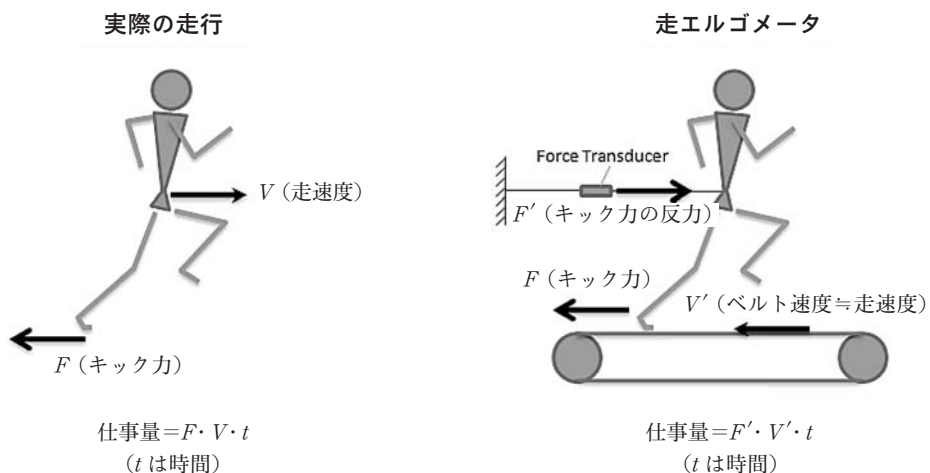 実際の走行
V（走速度）
F（キック力）
仕事量＝F・V・t
（tは時間）
走エルゴメータ
Force Transducer
F′（キック力の反力）
F（キック力）
V′（ベルト速度≒走速度）
仕事量＝F′・V′・t
（tは時間）